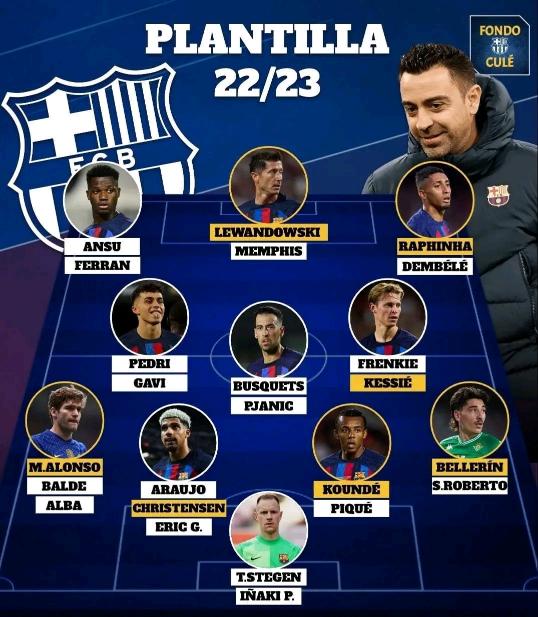 PLANTILLA
22/23
FONDO
CULÉ
F C B
ANSU
FERRAN
LEWANDOWSKI
MEMPHIS
RAPHINHA
DEMBÉLÉ
PEDRI
GAVI
BUSQUETS
PJANIC
FRENKIE
KESSIÉ
M.ALONSO
BALDE
ALBA
ARAUJO
CHRISTENSEN
ERIC G.
KOUNDÉ
PIQUÉ
BELLERÍN
S.ROBERTO
T.STEGEN
IÑAKI P.